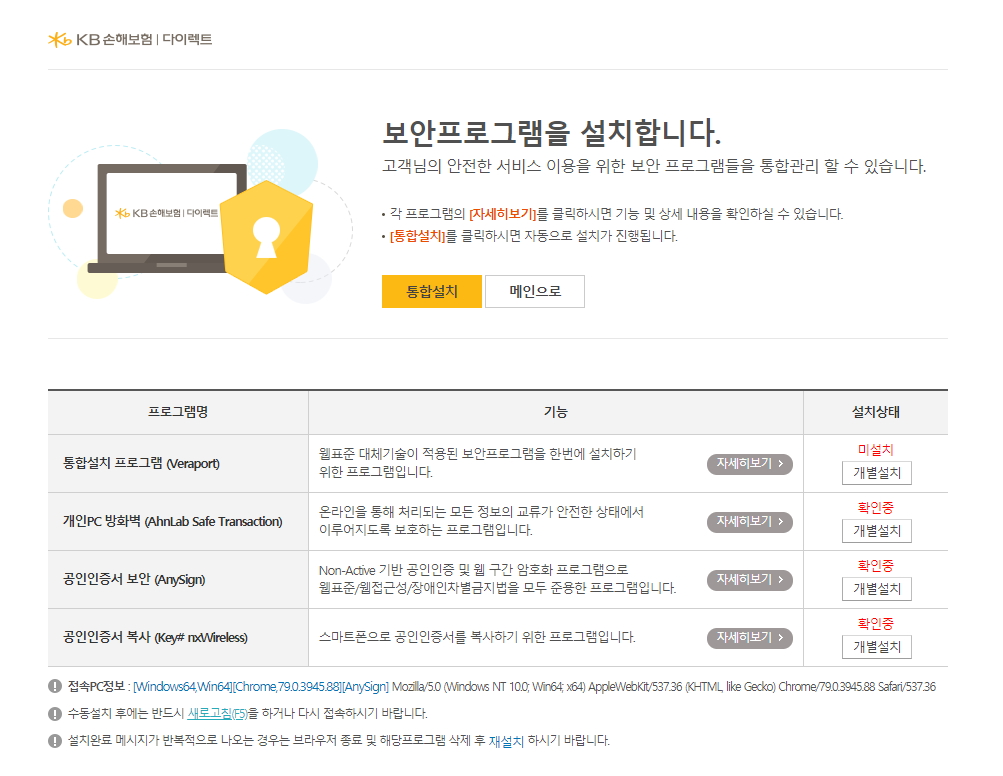 KB손해보험 | 다이렉트
보안프로그램을 설치합니다.
고객님의 안전한 서비스 이용을 위한 보안 프로그램들을 통합관리 할 수 있습니다.
KB손해보험 | 다이렉트
• 각 프로그램의 [자세히보기]를 클릭하시면 기능 및 상세 내용을 확인하실 수 있습니다.
• [통합설치]를 클릭하시면 자동으로 설치가 진행됩니다.
통합설치 메인으로
프로그램명 기능 설치상태
통합설치 프로그램 (Veraport)
웹표준 대체기술이 적용된 보안프로그램을 한번에 설치하기
위한 프로그램입니다.
자세히보기 >
미설치
개별설치
개인PC 방화벽 (AhnLab Safe Transaction)
온라인을 통해 처리되는 모든 정보의 교류가 안전한 상태에서
이루어지도록 보호하는 프로그램입니다.
자세히보기 >
확인중
개별설치
공인인증서 보안 (AnySign)
Non-Active 기반 공인인증 및 웹 구간 암호화 프로그램으로
웹표준/웹접근성/장애인차별금지법을 모두 준용한 프로그램입니다.
자세히보기 >
확인중
개별설치
공인인증서 복사 (Key# nxWireless)
스마트폰으로 공인인증서를 복사하기 위한 프로그램입니다.
자세히보기 >
확인중
개별설치
접속PC정보 : [Windows64,Win64][Chrome,79.0.3945.88][AnySign] Mozilla/5.0 (Windows NT 10.0; Win64; x64) AppleWebKit/537.36 (KHTML, like Gecko) Chrome/79.0.3945.88 Safari/537.36
수동설치 후에는 반드시 새로고침(F5)을 하거나 다시 접속하시기 바랍니다.
설치완료 메시지가 반복적으로 나오는 경우는 브라우저 종료 및 해당프로그램 삭제 후 재설치 하시기 바랍니다.